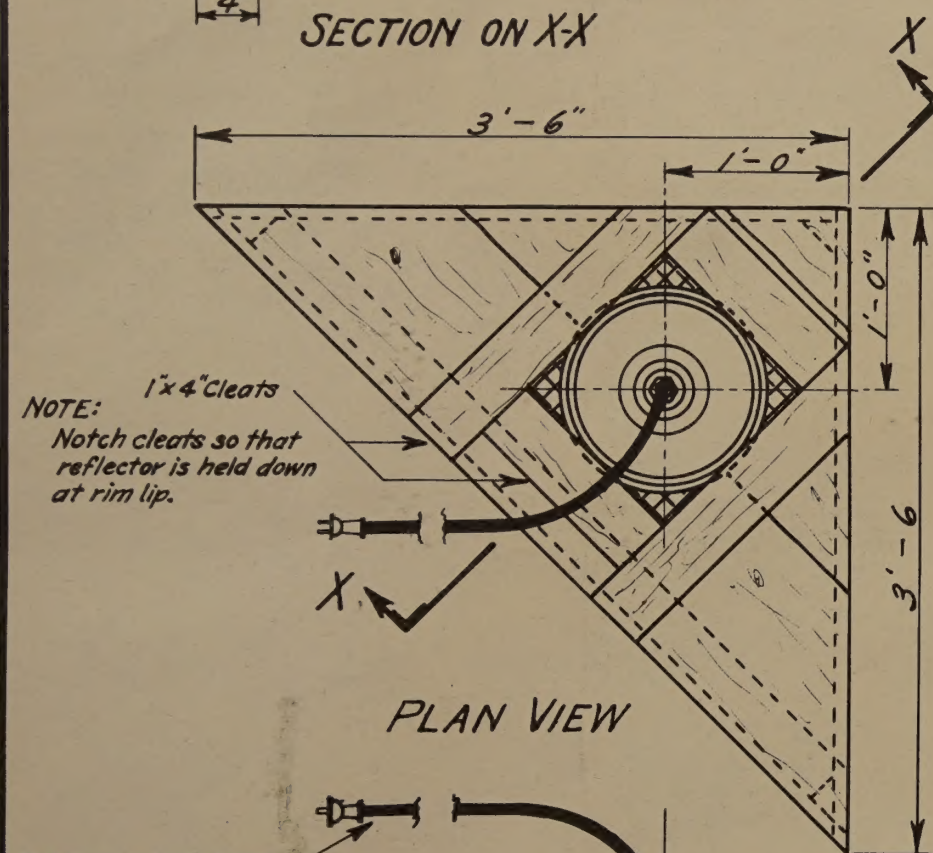 4"
SECTION ON X-X
X
3'-6"
1'-0"
1'-0"
1"x4" Cleats
NOTE:
Notch cleats so that
reflector is held down
at rim lip.
3'-6
X
PLAN VIEW